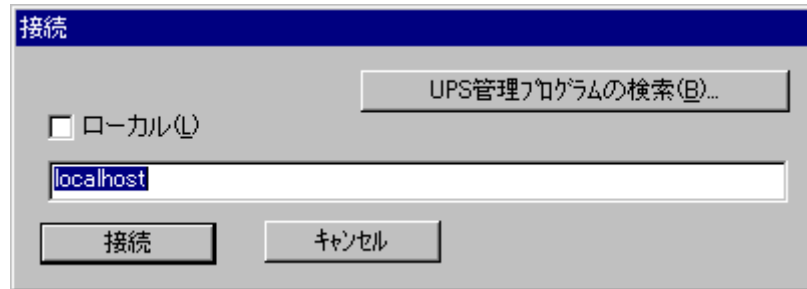 接続
UPS管理ﾌﾟﾛｸﾞﾗﾑの検索(B)...
ローカル(L)
localhost
接続
ｷｬﾝｾﾙ